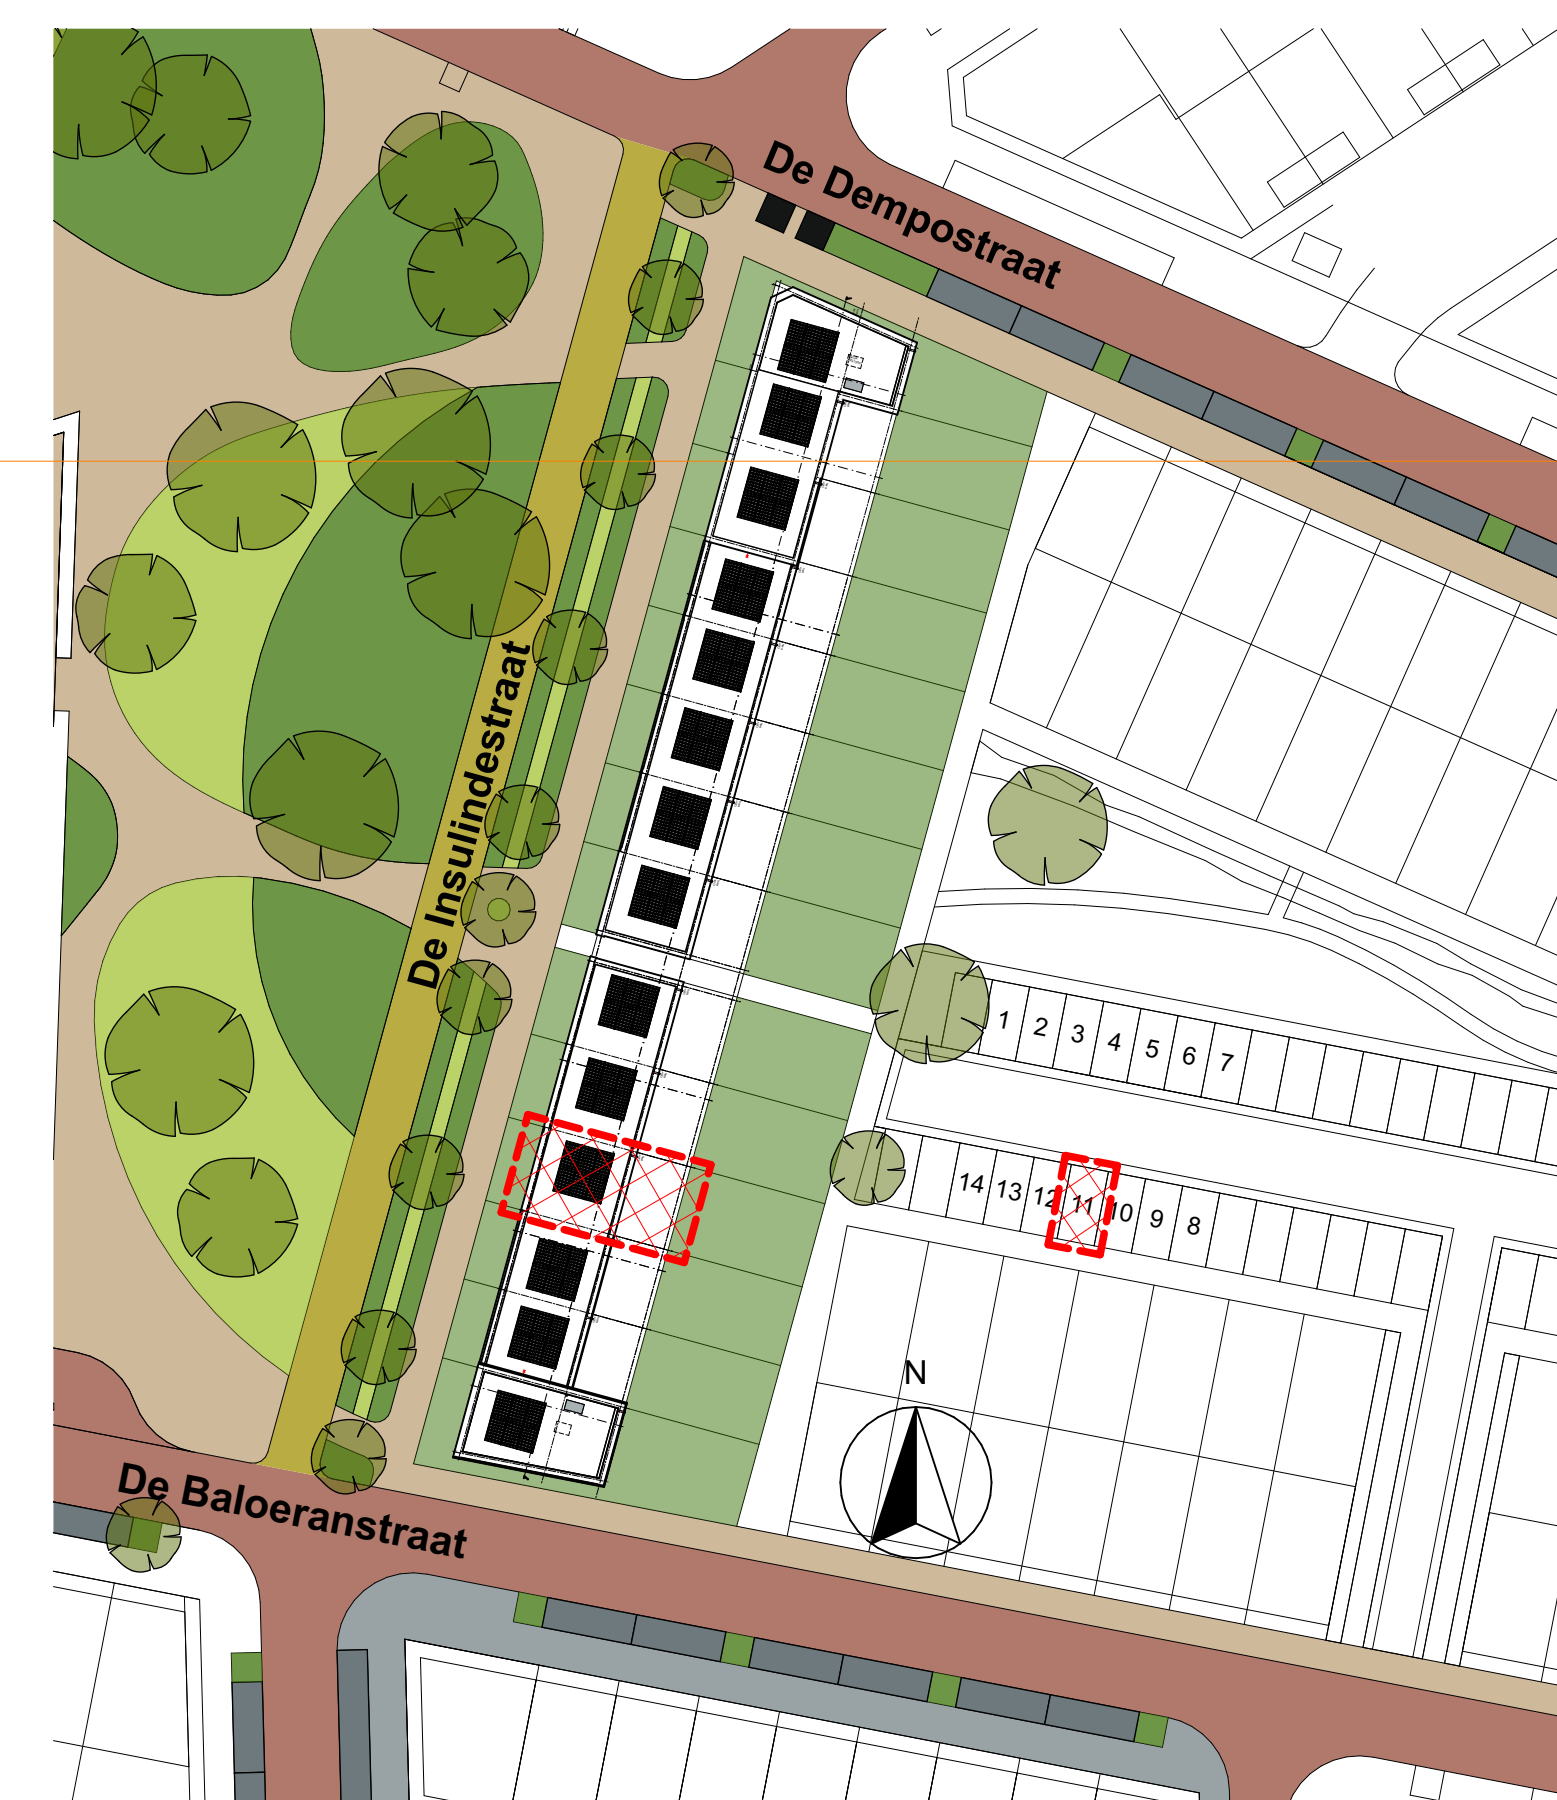 De Dempostraat
De Insulindestraat
1 2 3 4 5 6 7
14 13 12 11 10 9 8
N
De Baloeranstraat